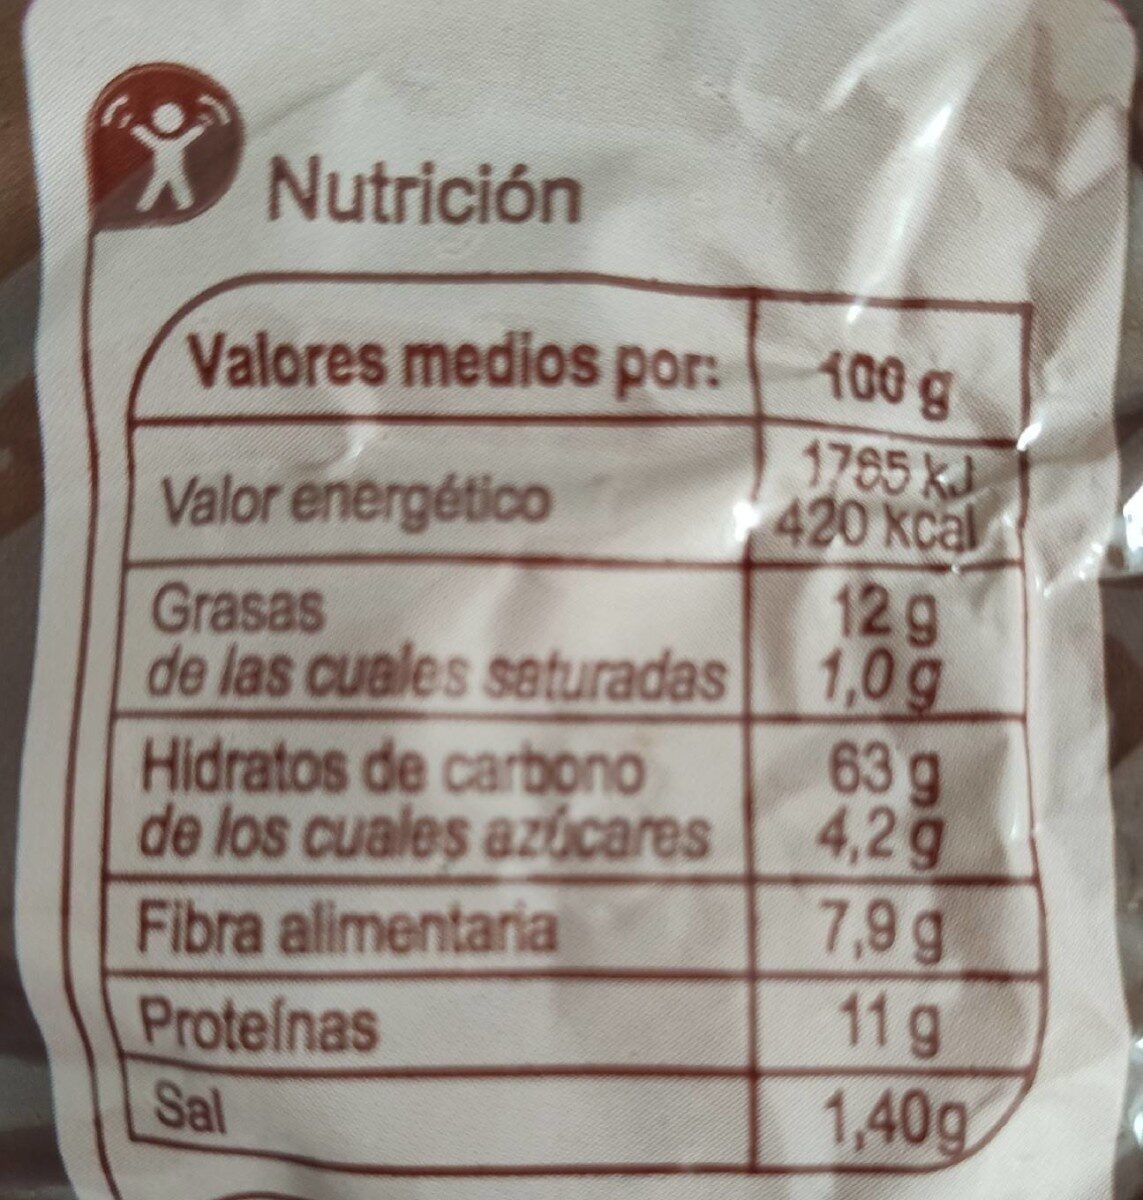 Nutrición
Valores medios por: 100 g
Valor energético 1765 kJ
420 kcal
Grasas 12 g
de las cuales saturadas 1,0 g
Hidratos de carbono 63 g
de los cuales azúcares 4,2 g
Fibra alimentaria 7,9 g
Proteínas 11 g
Sal 1,40g